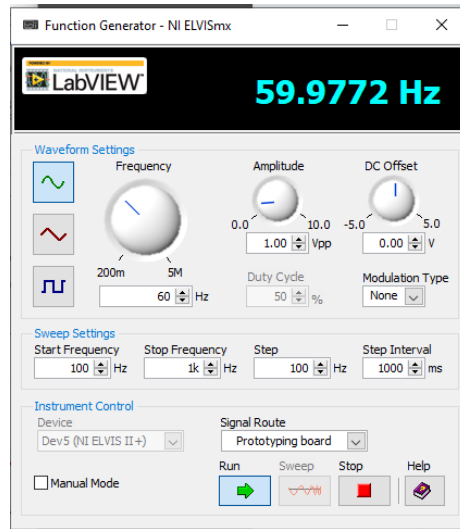 Function Generator - NI ELVISmx
LabVIEW
59.9772 Hz
Waveform Settings
Frequency
Amplitude
DC Offset
0.0
10.0
-5.0
5.0
1.00 Vpp
0.00 V
200m
5M
Duty Cycle
Modulation Type
60 Hz
50 %
None
Sweep Settings
Start Frequency
Stop Frequency
Step
Step Interval
100 Hz
1k Hz
100 Hz
1000 ms
Instrument Control
Device
Signal Route
Dev5 (NI ELVIS II+)
Prototyping board
Run
Sweep
Stop
Help
Manual Mode